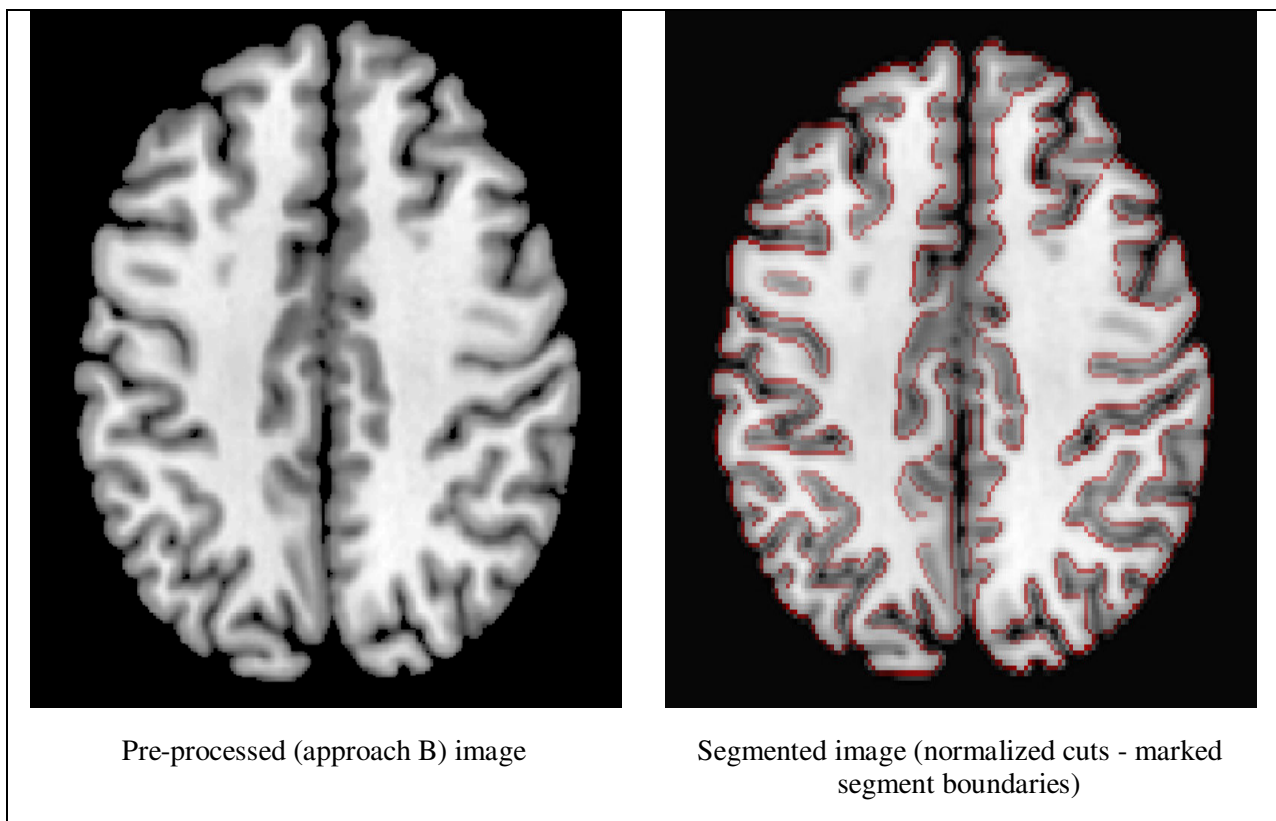 Pre-processed (approach B) image
Segmented image (normalized cuts - marked
segment boundaries)